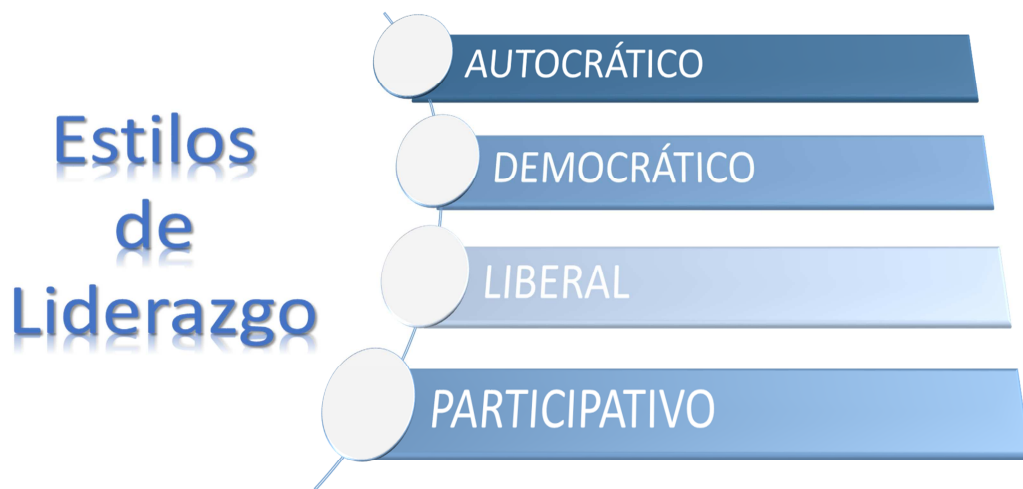 Estilos
de
Liderazgo
AUTOCRÁTICO
DEMOCRÁTICO
LIBERAL
PARTICIPATIVO